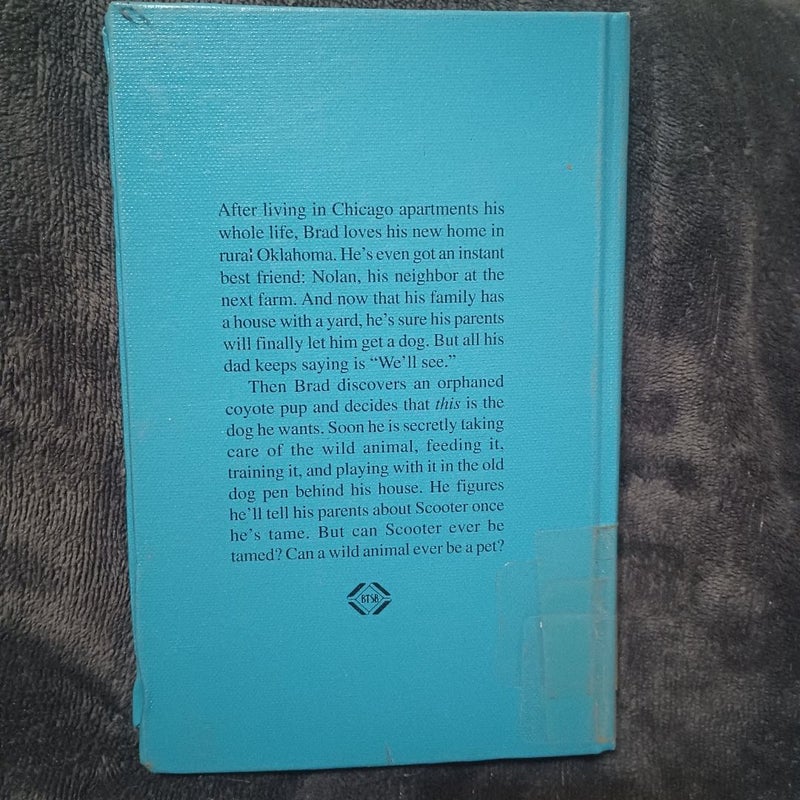 After living in Chicago apartments his
whole life, Brad loves his new home in
rural Oklahoma. He's even got an instant
best friend: Nolan, his neighbor at the
next farm. And now that his family has
a house with a yard, he's sure his parents
will finally let him get a dog. But all his
dad keeps saying is “We'll see.”
Then Brad discovers an orphaned
coyote pup and decides that this is the
dog he wants. Soon he is secretly taking
care of the wild animal, feeding it,
training it, and playing with it in the old
dog pen behind his house. He figures
he'll tell his parents about Scooter once
he's tame. But can Scooter ever be
tamed? Can a wild animal ever be a pet?
BTSB